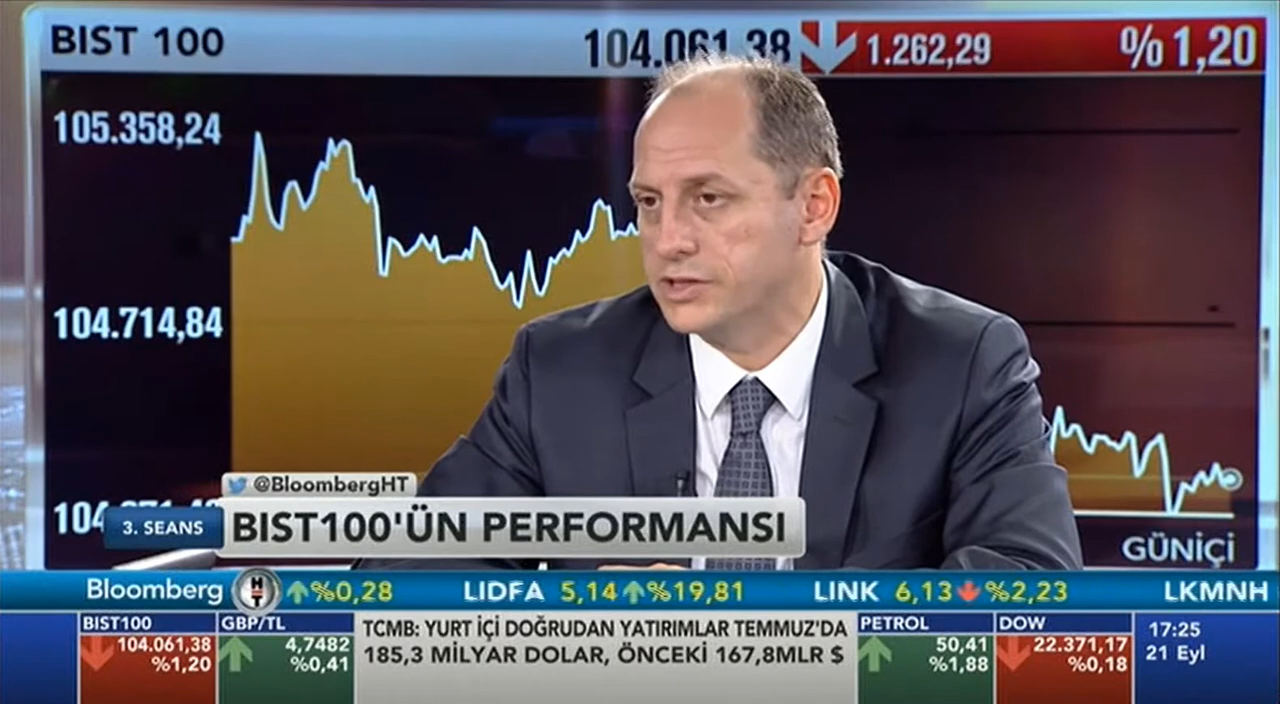 BIST 100
104.061,38
1.262,29
% 1,20
105.358,24
104.714,84
GÜNİÇİ
@BloombergHT
3. SEANS
BIST100'ÜN PERFORMANSI
Bloomberg HT %0,28 LIDFA 5,14 %19,81 LINK 6,13 %2,23 LKMNH
BIST100
104.061,38
%1,20
GBP/TL
4,7482
%0,41
TCMB: YURT İÇİ DOĞRUDAN YATIRIMLAR TEMMUZ'DA
185,3 MİLYAR DOLAR, ÖNCEKİ 167,8MLR $
PETROL
50,41
%1,88
DOW
22.371,17
%0,18
17:25
21 Eyl